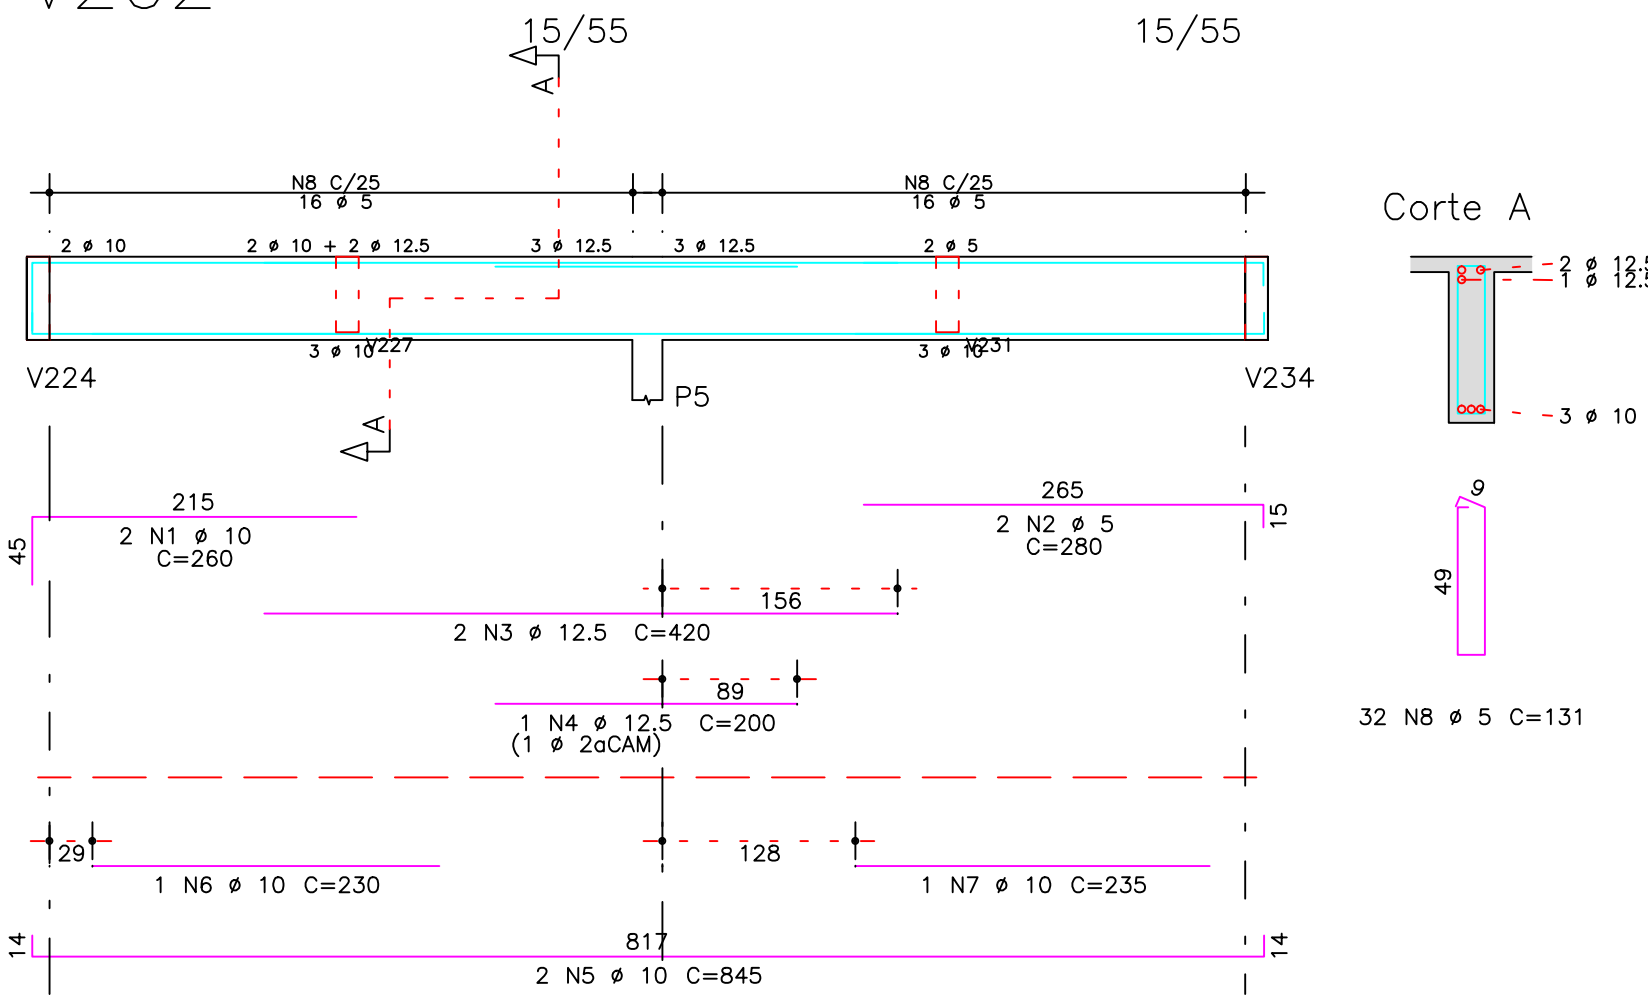 15/55
15/55
A
N8 C/25
16 ø 5
N8 C/25
16 ø 5
2 ø 10
2 ø 10 + 2 ø 12.5
3 ø 12.5
3 ø 12.5
2 ø 5
3 ø 10
V227
3 ø 10
V231
V224
P5
V234
A
Corte A
2 ø 12.5
1 ø 12.5
3 ø 10
215
45
2 N1 ø 10
C=260
265
15
2 N2 ø 5
C=280
156
2 N3 ø 12.5 C=420
89
1 N4 ø 12.5 C=200
(1 ø 2aCAM)
9
49
32 N8 ø 5 C=131
29
1 N6 ø 10 C=230
128
1 N7 ø 10 C=235
14
817
14
2 N5 ø 10 C=845